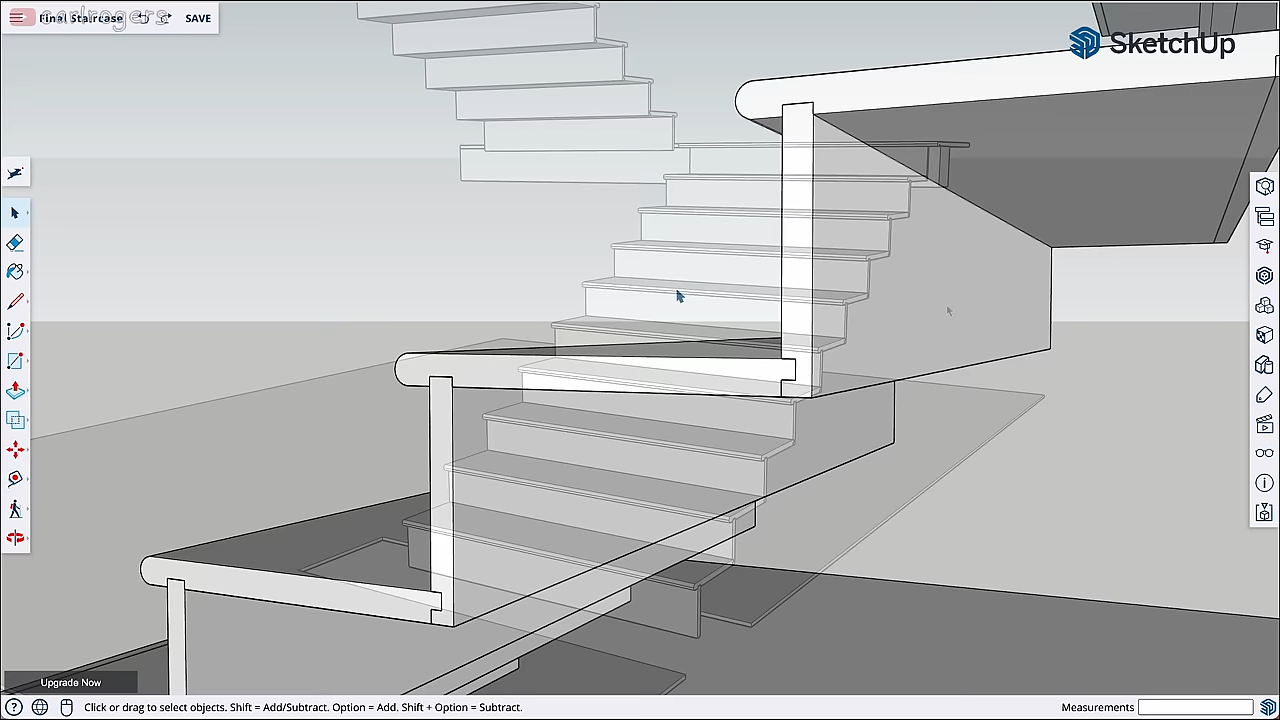 Final Staircase
SAVE
carlrogers
SketchUp
Upgrade Now
Click or drag to select objects. Shift = Add/Subtract. Option = Add. Shift + Option = Subtract.
Measurements